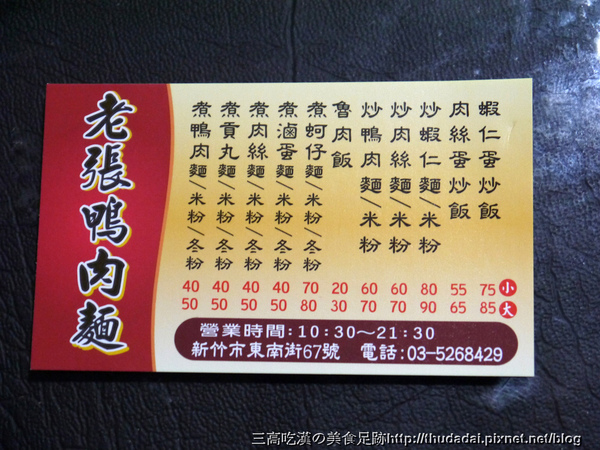 老張鴨肉麵
蝦仁蛋炒飯
肉絲蛋炒飯
炒蝦仁麵/米粉
炒肉絲麵/米粉
炒鴨肉麵/米粉
魯肉飯
煮蚵仔麵/米粉/冬粉
煮滷蛋麵/米粉/冬粉
煮肉絲麵/米粉/冬粉
煮貢丸麵/米粉/冬粉
煮鴨肉麵/米粉/冬粉
40 40 40 40 70 20 60 60 80 55 75 小
50 50 50 50 80 30 70 70 90 65 85 大
營業時間:10:30~21:30
新竹市東南街67號 電話:03-5268429
三高吃漢の美食足跡http://thudadai.pixnet.net/blog